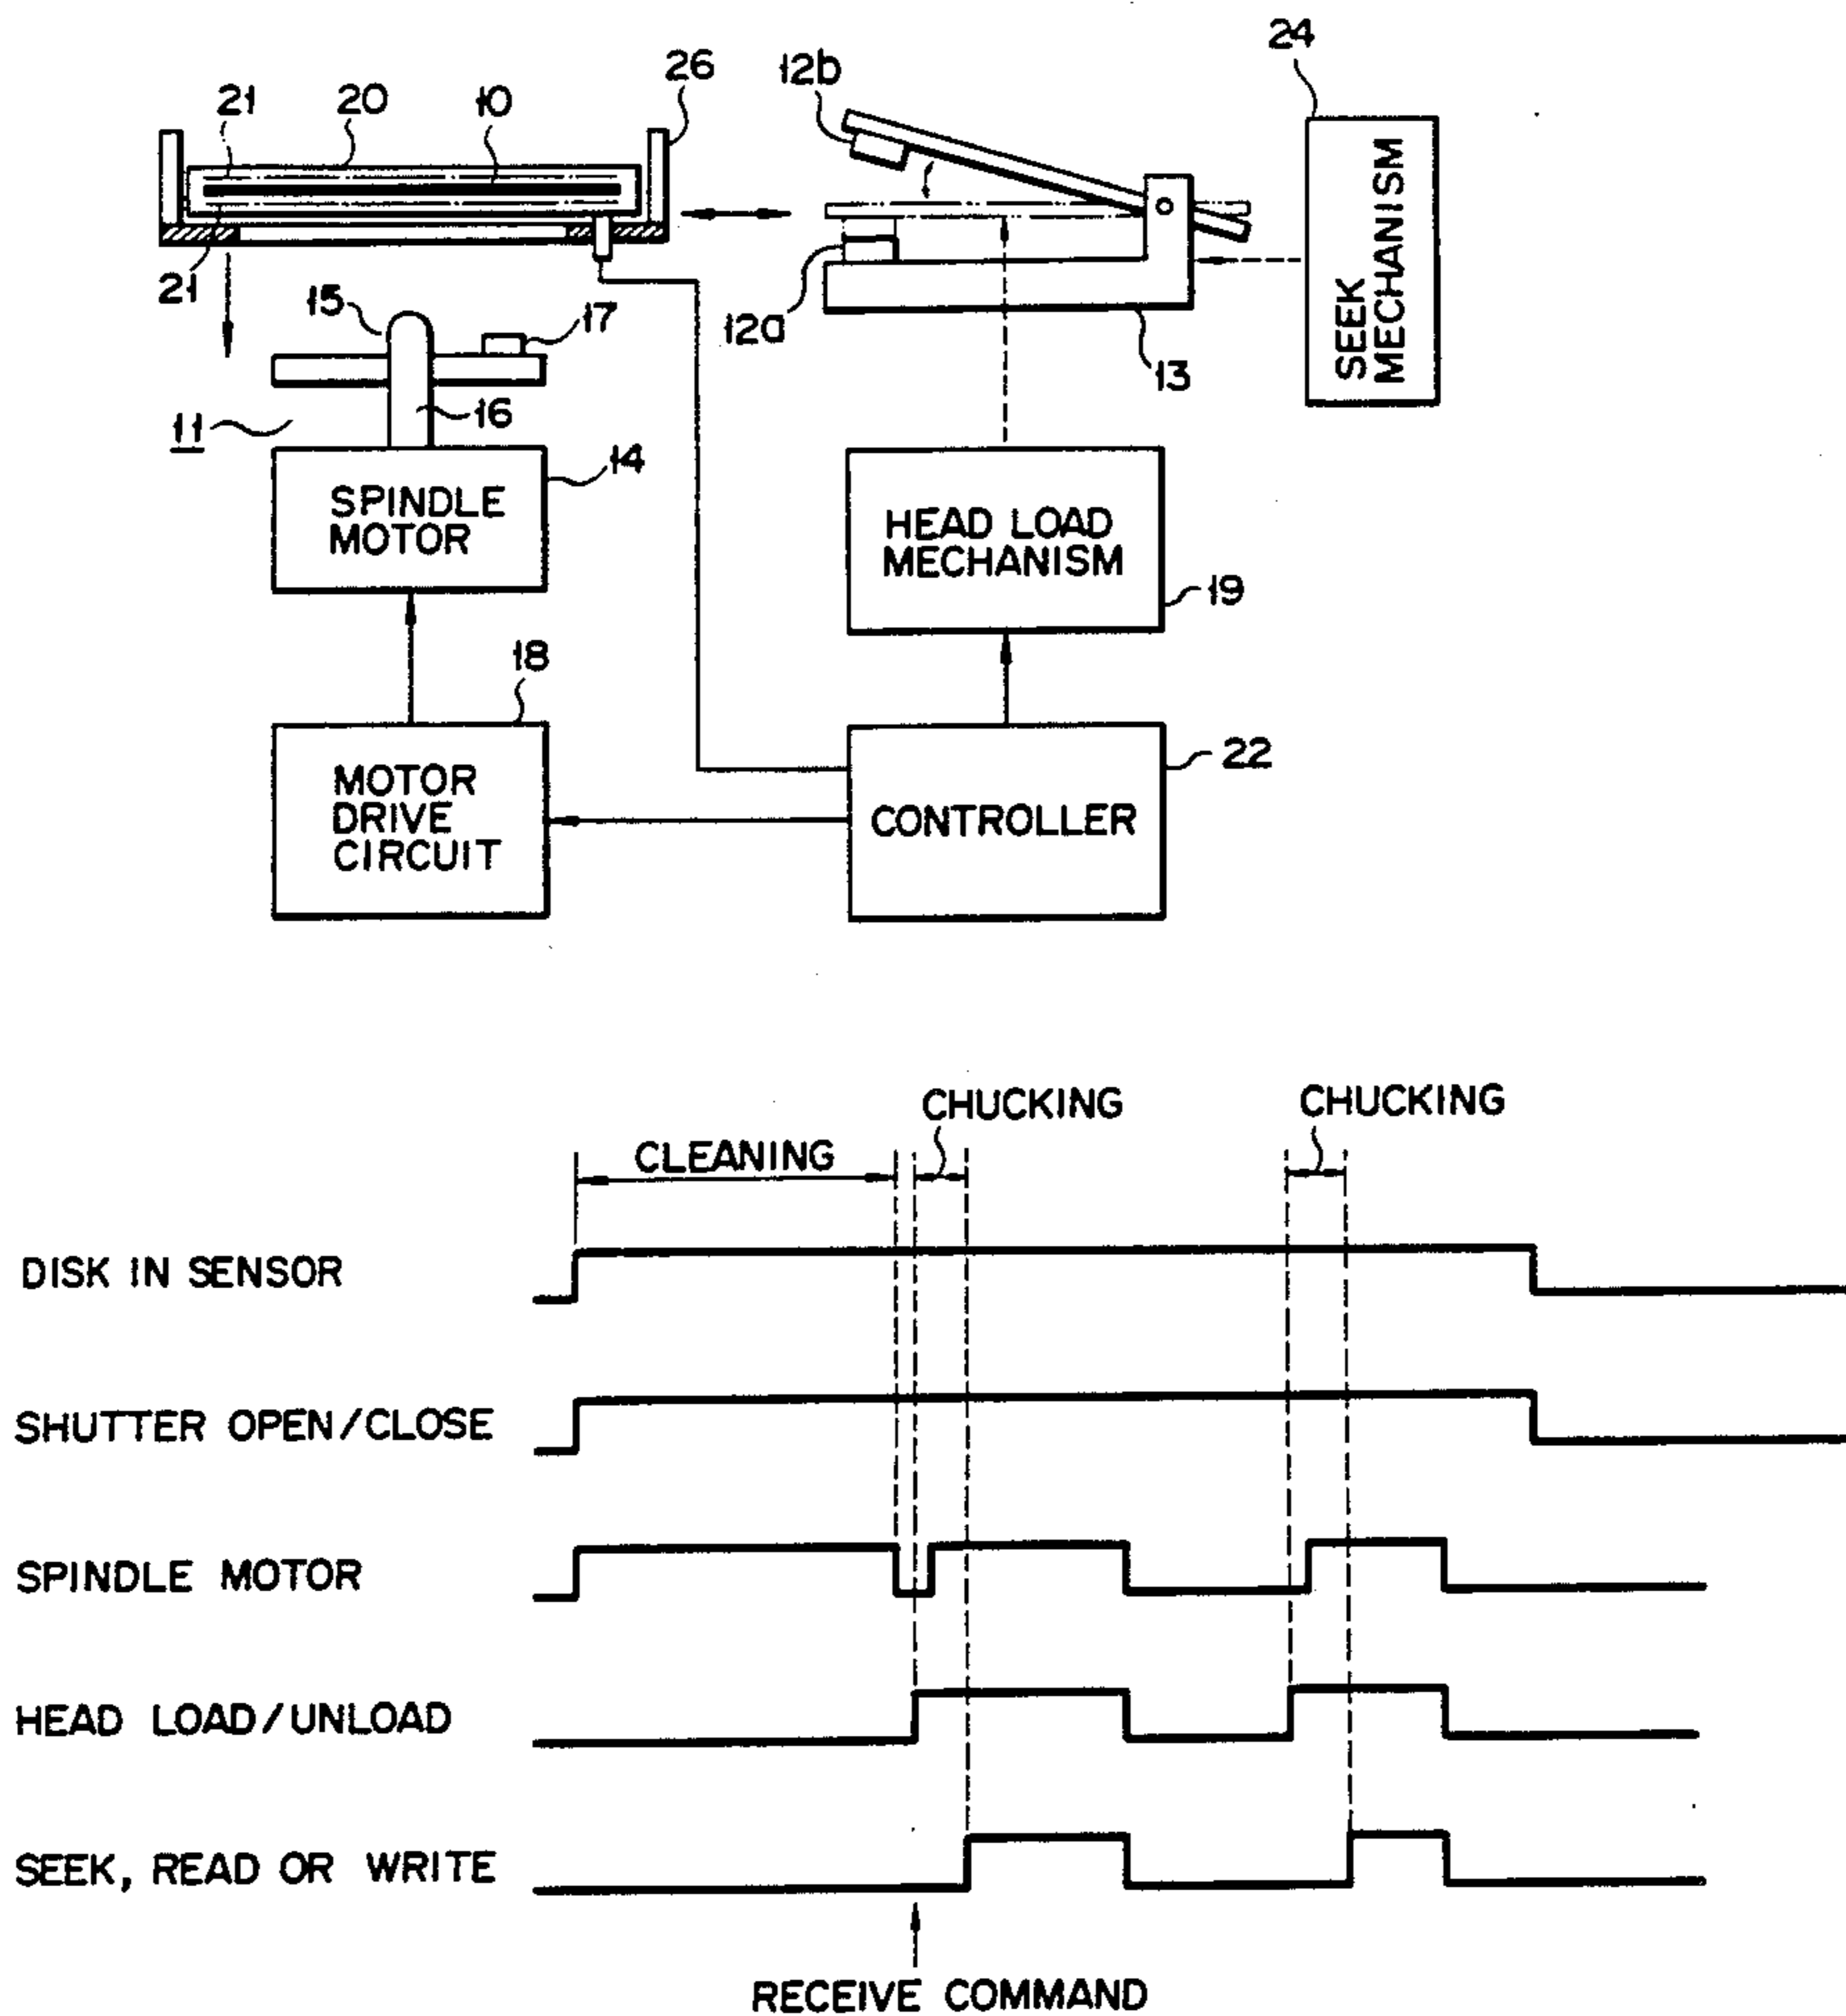 24
12b
26
21
20
10
SEEK
MECHANISM
21
15
17
12a
13
16
11
14
SPINDLE
MOTOR
HEAD LOAD
MECHANISM
19
18
22
MOTOR
DRIVE
CIRCUIT
CONTROLLER
CHUCKING
CHUCKING
CLEANING
DISK IN SENSOR
SHUTTER OPEN/CLOSE
SPINDLE MOTOR
HEAD LOAD/UNLOAD
SEEK, READ OR WRITE
RECEIVE COMMAND